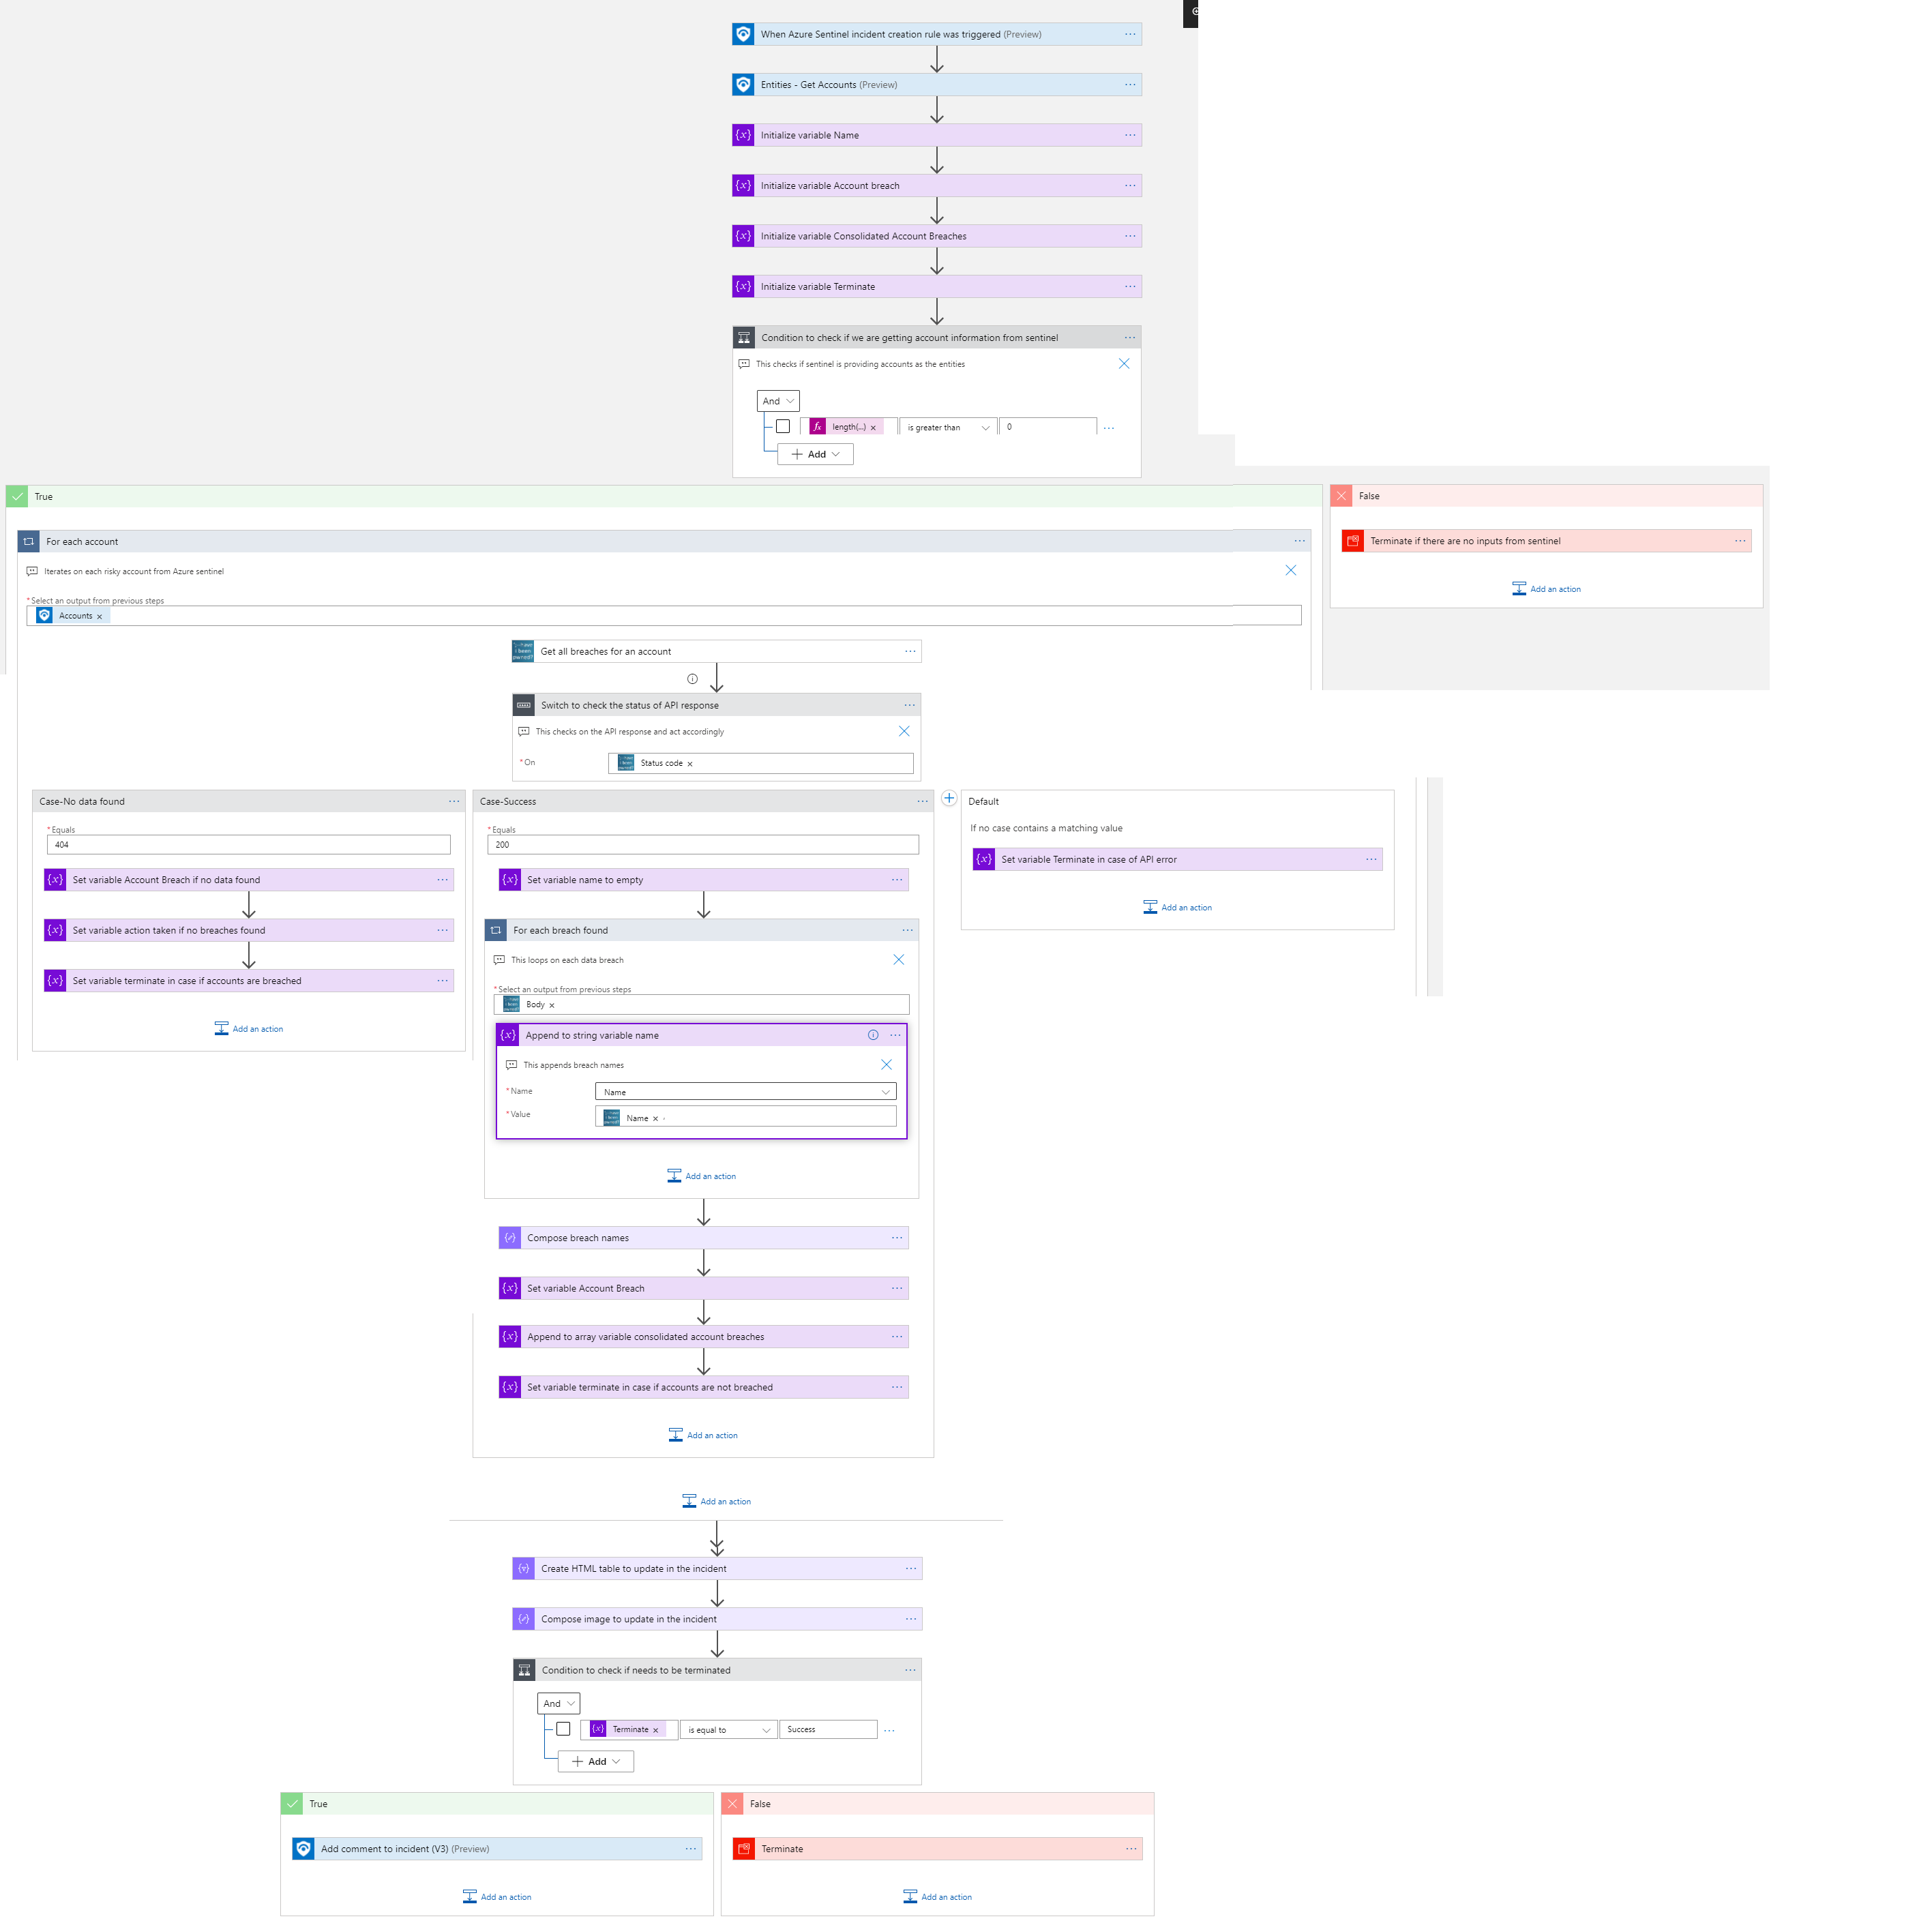 When Azure Sentinel incident creation rule was triggered (Preview)
Entities - Get Accounts (Preview)
{x} Initialize variable Name
{x} Initialize variable Account breach
{x} Initialize variable Consolidated Account Breaches
{x} Initialize variable Terminate
Condition to check if we are getting account information from sentinel
This checks if sentinel is providing accounts as the entities
And
fx length(...) is greater than 0
Add
True
False
For each account
Terminate if there are no inputs from sentinel
Iterates on each risky account from Azure sentinel
Add an action
*Select an output from previous steps
Accounts
Get all breaches for an account
Switch to check the status of API response
This checks on the API response and act accordingly
*On Status code
Case-No data found
*Equals
404
{x} Set variable Account Breach if no data found
{x} Set variable action taken if no breaches found
{x} Set variable terminate in case if accounts are breached
Add an action
Case-Success
*Equals
200
{x} Set variable name to empty
For each breach found
This loops on each data breach
*Select an output from previous steps
Body
{x} Append to string variable name
This appends breach names
*Name Name
*Value Name
Add an action
Compose breach names
{x} Set variable Account Breach
{x} Append to array variable consolidated account breaches
{x} Set variable terminate in case if accounts are not breached
Add an action
Default
If no case contains a matching value
{x} Set variable Terminate in case of API error
Add an action
Add an action
Create HTML table to update in the incident
Compose image to update in the incident
Condition to check if needs to be terminated
And
{x} Terminate is equal to Success
Add
True
Add comment to incident (V3) (Preview)
Add an action
False
Terminate
Add an action